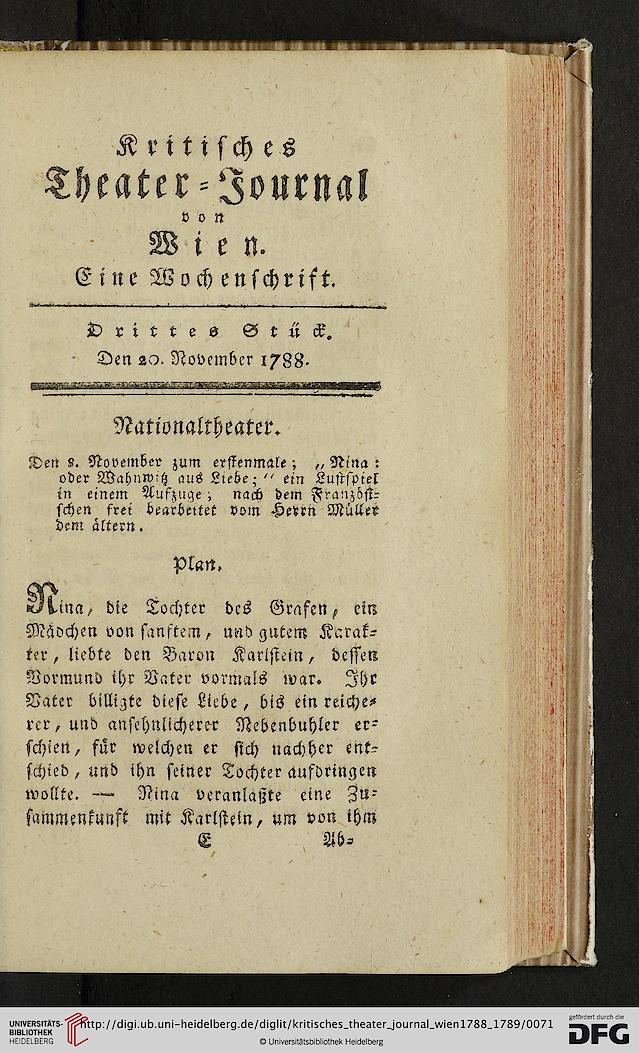 Kritisches
Theater-Journal
von
Wien.
Eine Wochenschrift.
Drittes Stück.
Den 20. November 1788.
Nationaltheater.
Den 8. November zum erstenmale; „Nina:
oder Wahnwitz aus Liebe;“ ein Lustspiel
in einem Aufzuge; nach dem Französi-
schen frei bearbeitet vom Herrn Müller
dem ältern.
Plan.
Nina, die Tochter des Grafen, ein
Mädchen von sanftem, und gutem Karak-
ter, liebte den Baron Karlstein, dessen
Vormund ihr Vater vormals war. Ihr
Vater billigte diese Liebe, bis ein reiche-
rer, und ansehnlicherer Nebenbuhler er-
schien, für welchen er sich nachher ent-
schied, und ihn seiner Tochter aufdringen
wollte. — Nina veranlaßte eine Zu-
sammenkunft mit Karlstein, um von ihm
E Ab-
UNIVERSITÄTS-
BIBLIOTHEK
HEIDELBERG
http://digi.ub.uni-heidelberg.de/diglit/kritisches_theater_journal_wien1788_1789/0071
© Universitätsbibliothek Heidelberg
gefördert durch die
DFG